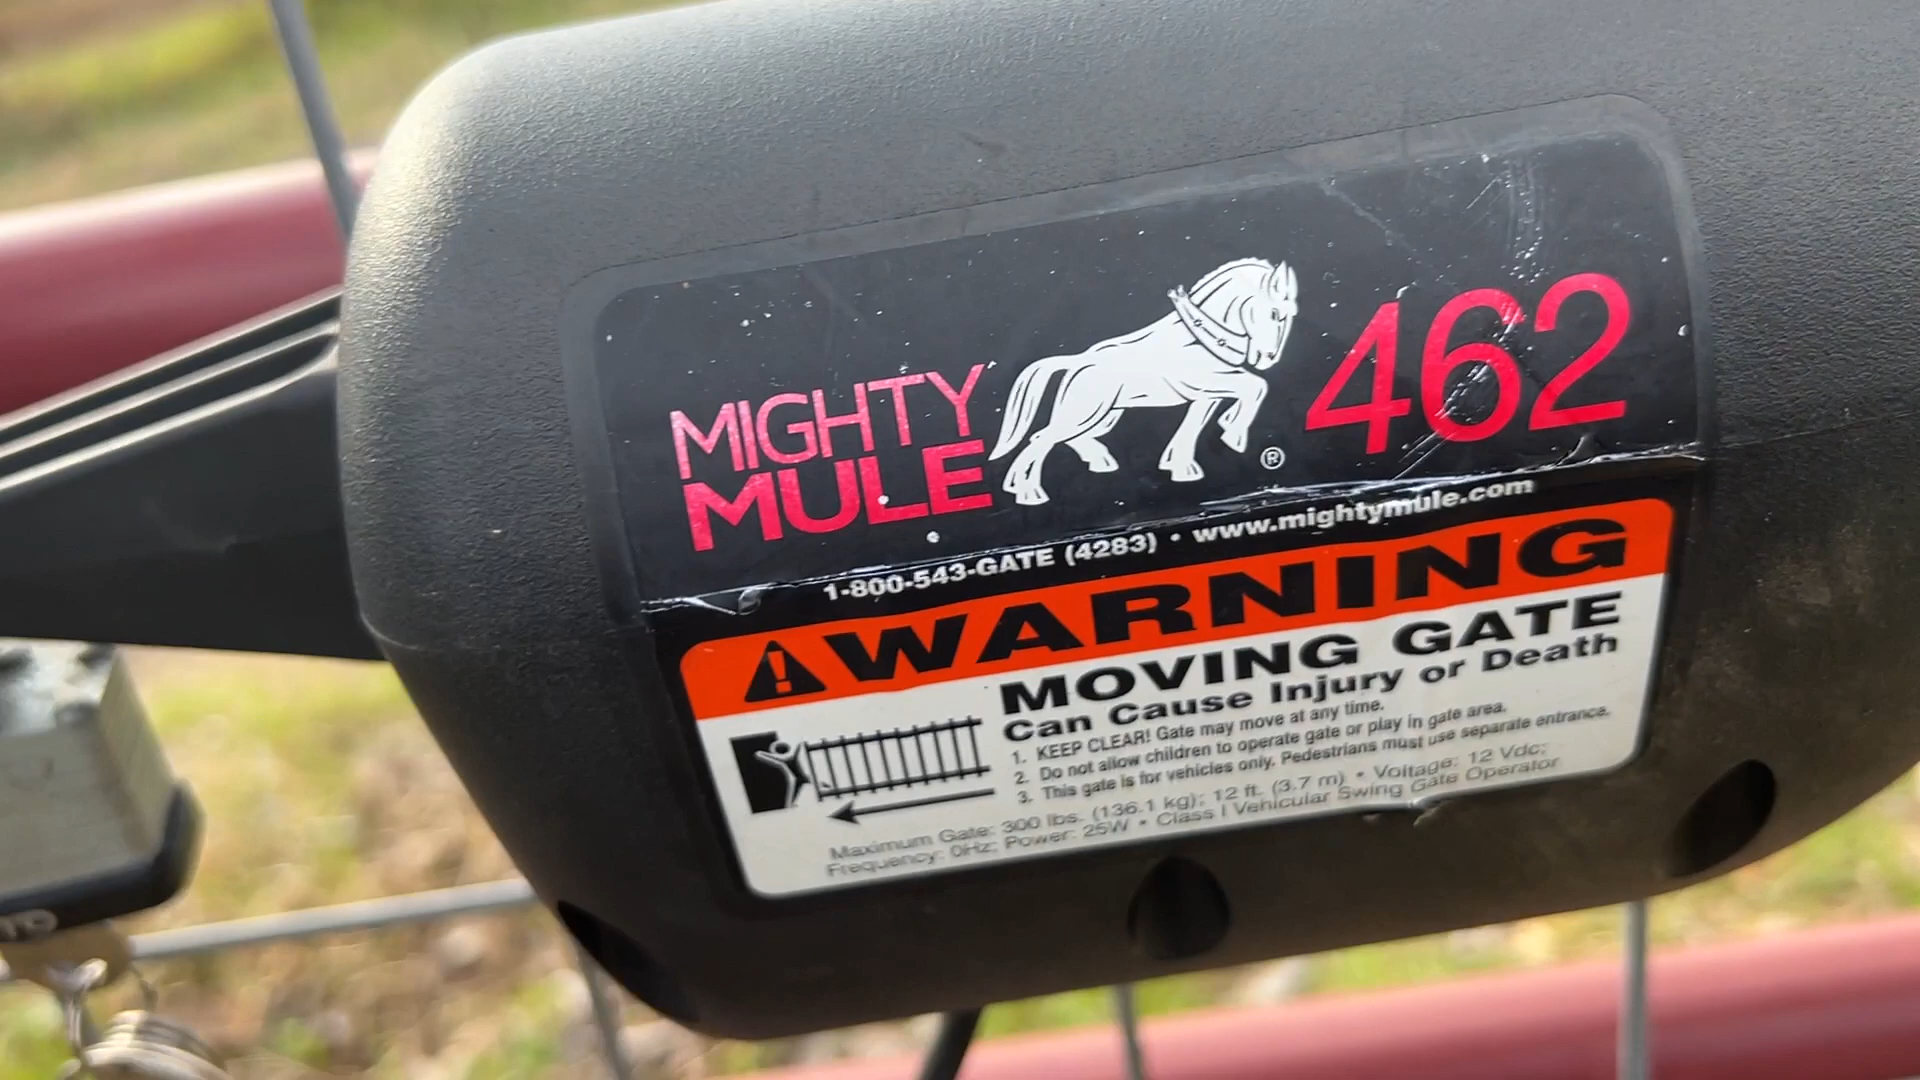 MIGHTY
MULE
® 462
1-800-543-GATE (4283) • www.mightymule.com
WARNING
MOVING GATE
Can Cause Injury or Death
1. KEEP CLEAR! Gate may move at any time.
2. Do not allow children to operate gate or play in gate area.
3. This gate is for vehicles only. Pedestrians must use separate entrance.
Maximum Gate: 300 lbs. (136.1 kg); 12 ft. (3.7 m) • Voltage: 12 Vdc;
Frequency: 0Hz; Power: 25W • Class I Vehicular Swing Gate Operator